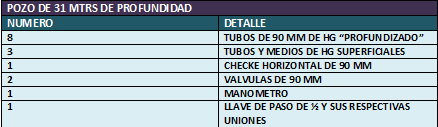 POZO DE 31 MTRS DE PROFUNDIDAD
NUMERO DETALLE
8 TUBOS DE 90 MM DE HG “PROFUNDIZADO”
3 TUBOS Y MEDIOS DE HG SUPERFICIALES
1 CHECKE HORIZONTAL DE 90 MM
2 VALVULAS DE 90 MM
1 MANOMETRO
1 LLAVE DE PASO DE ½ Y SUS RESPECTIVAS
UNIONES